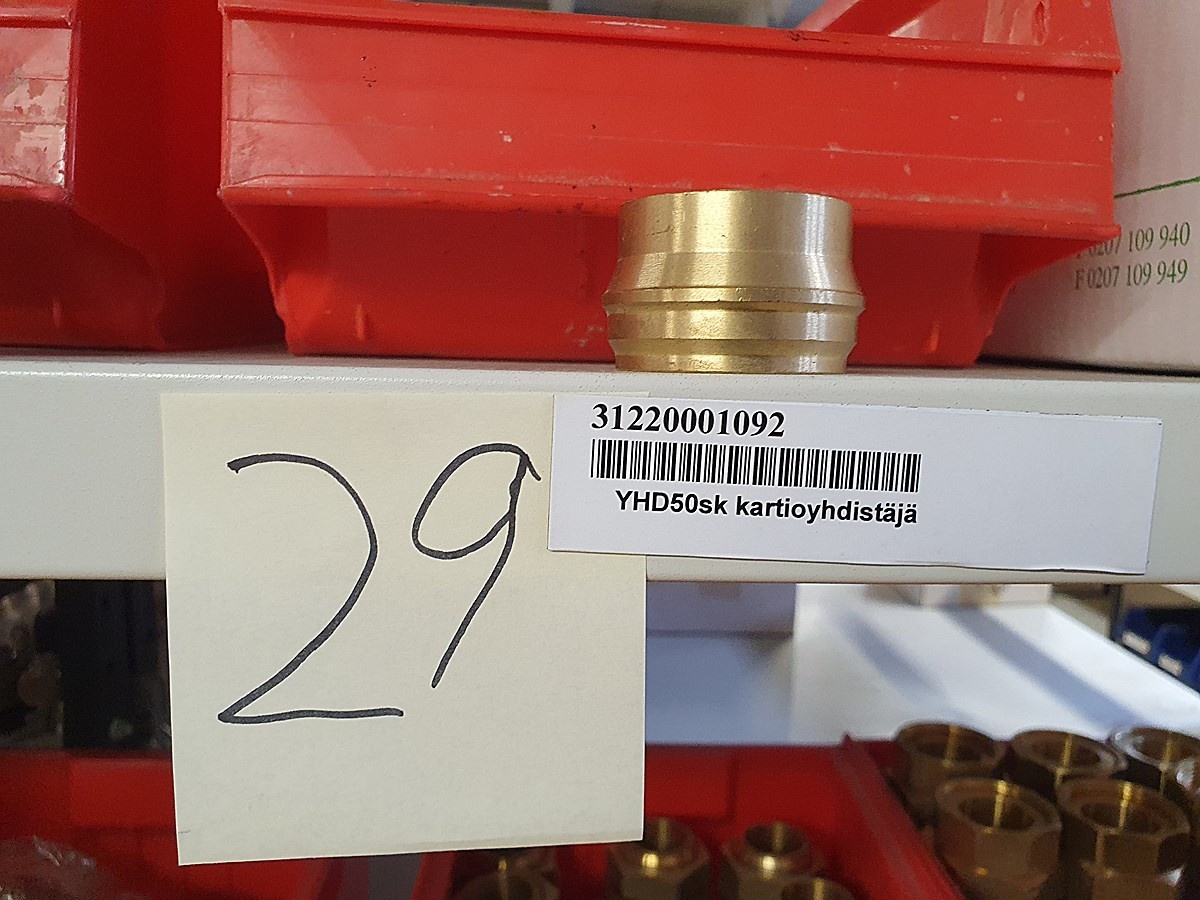 0207 109 940
F 0207 109 949
31220001092
YHD50sk kartioyhdistäjä
29